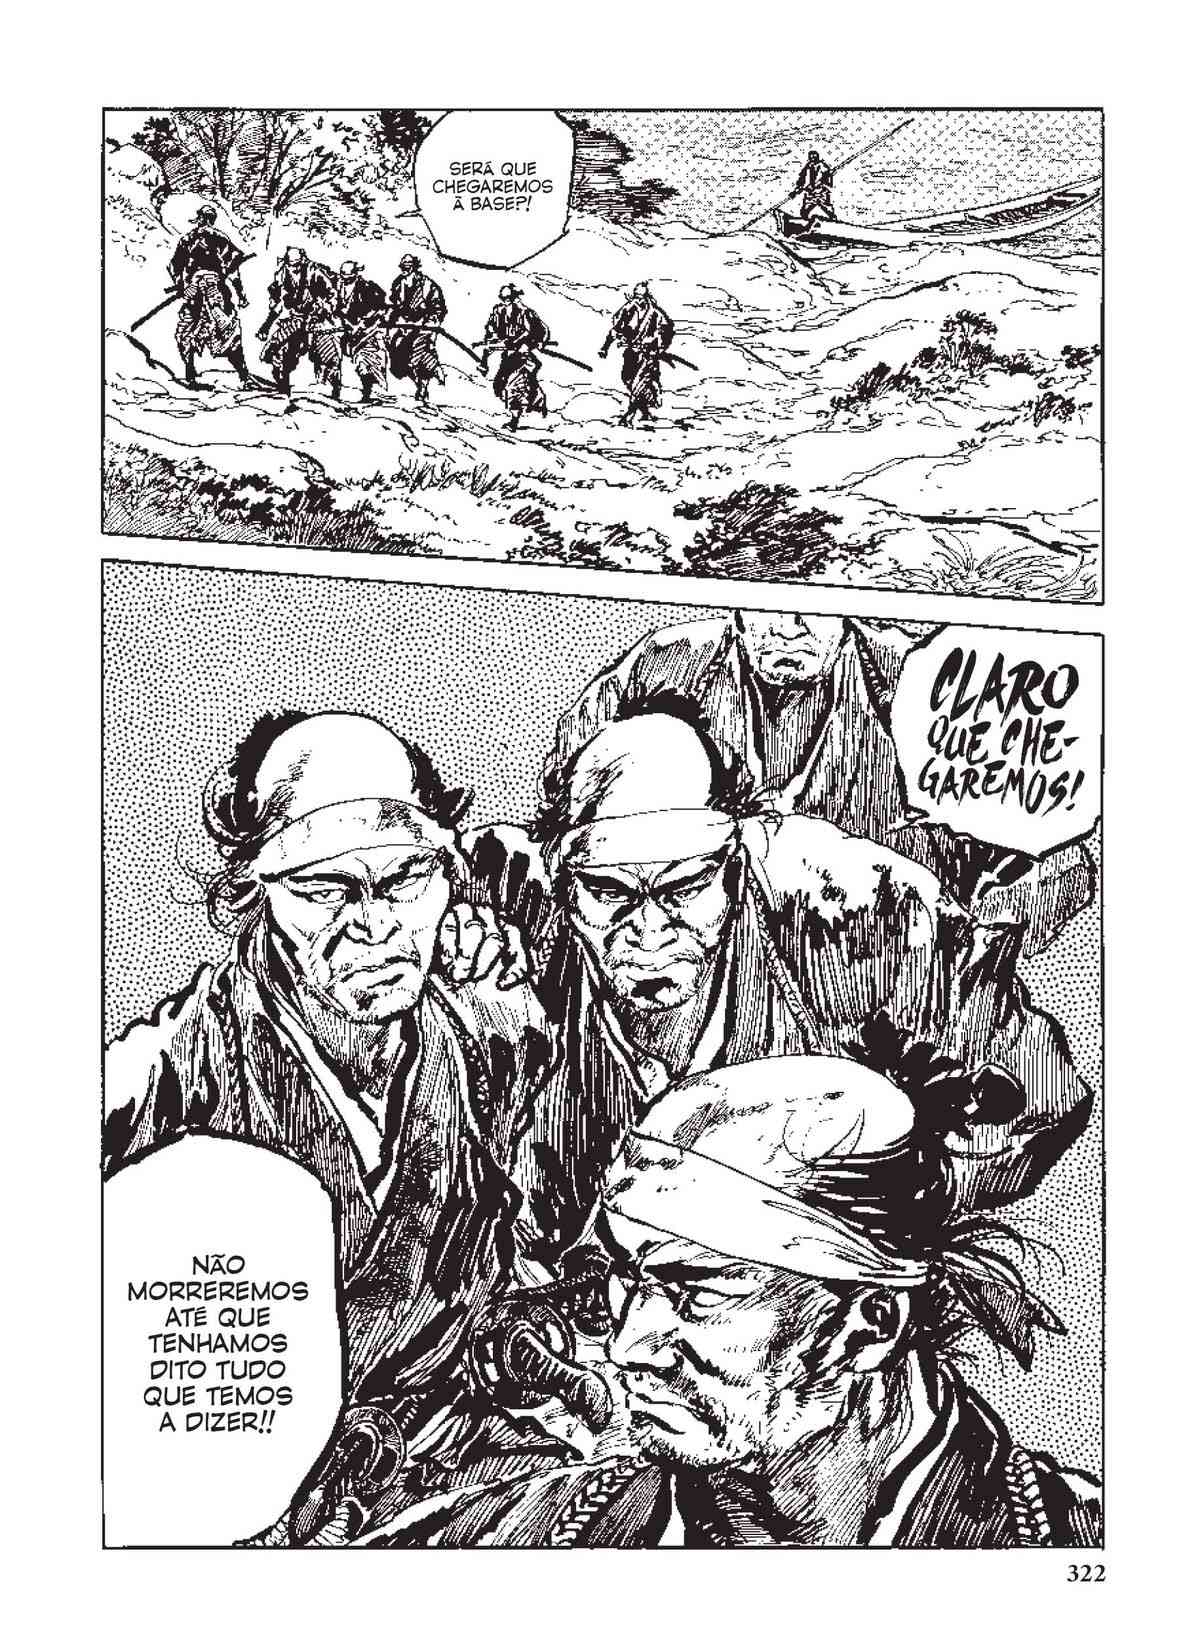 SERÁ QUE
CHEGAREMOS
À BASE?!
CLARO
QUE CHE-
GAREMOS!
NÃO
MORREREMOS
ATÉ QUE
TENHAMOS
DITO TUDO
QUE TEMOS
A DIZER!!
322